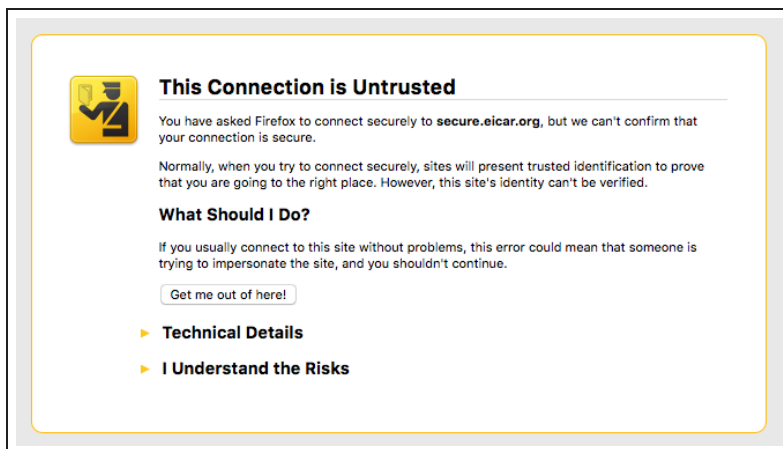 This Connection is Untrusted
You have asked Firefox to connect securely to secure.eicar.org, but we can't confirm that
your connection is secure.
Normally, when you try to connect securely, sites will present trusted identification to prove
that you are going to the right place. However, this site's identity can't be verified.
What Should I Do?
If you usually connect to this site without problems, this error could mean that someone is
trying to impersonate the site, and you shouldn't continue.
Get me out of here!
Technical Details
I Understand the Risks